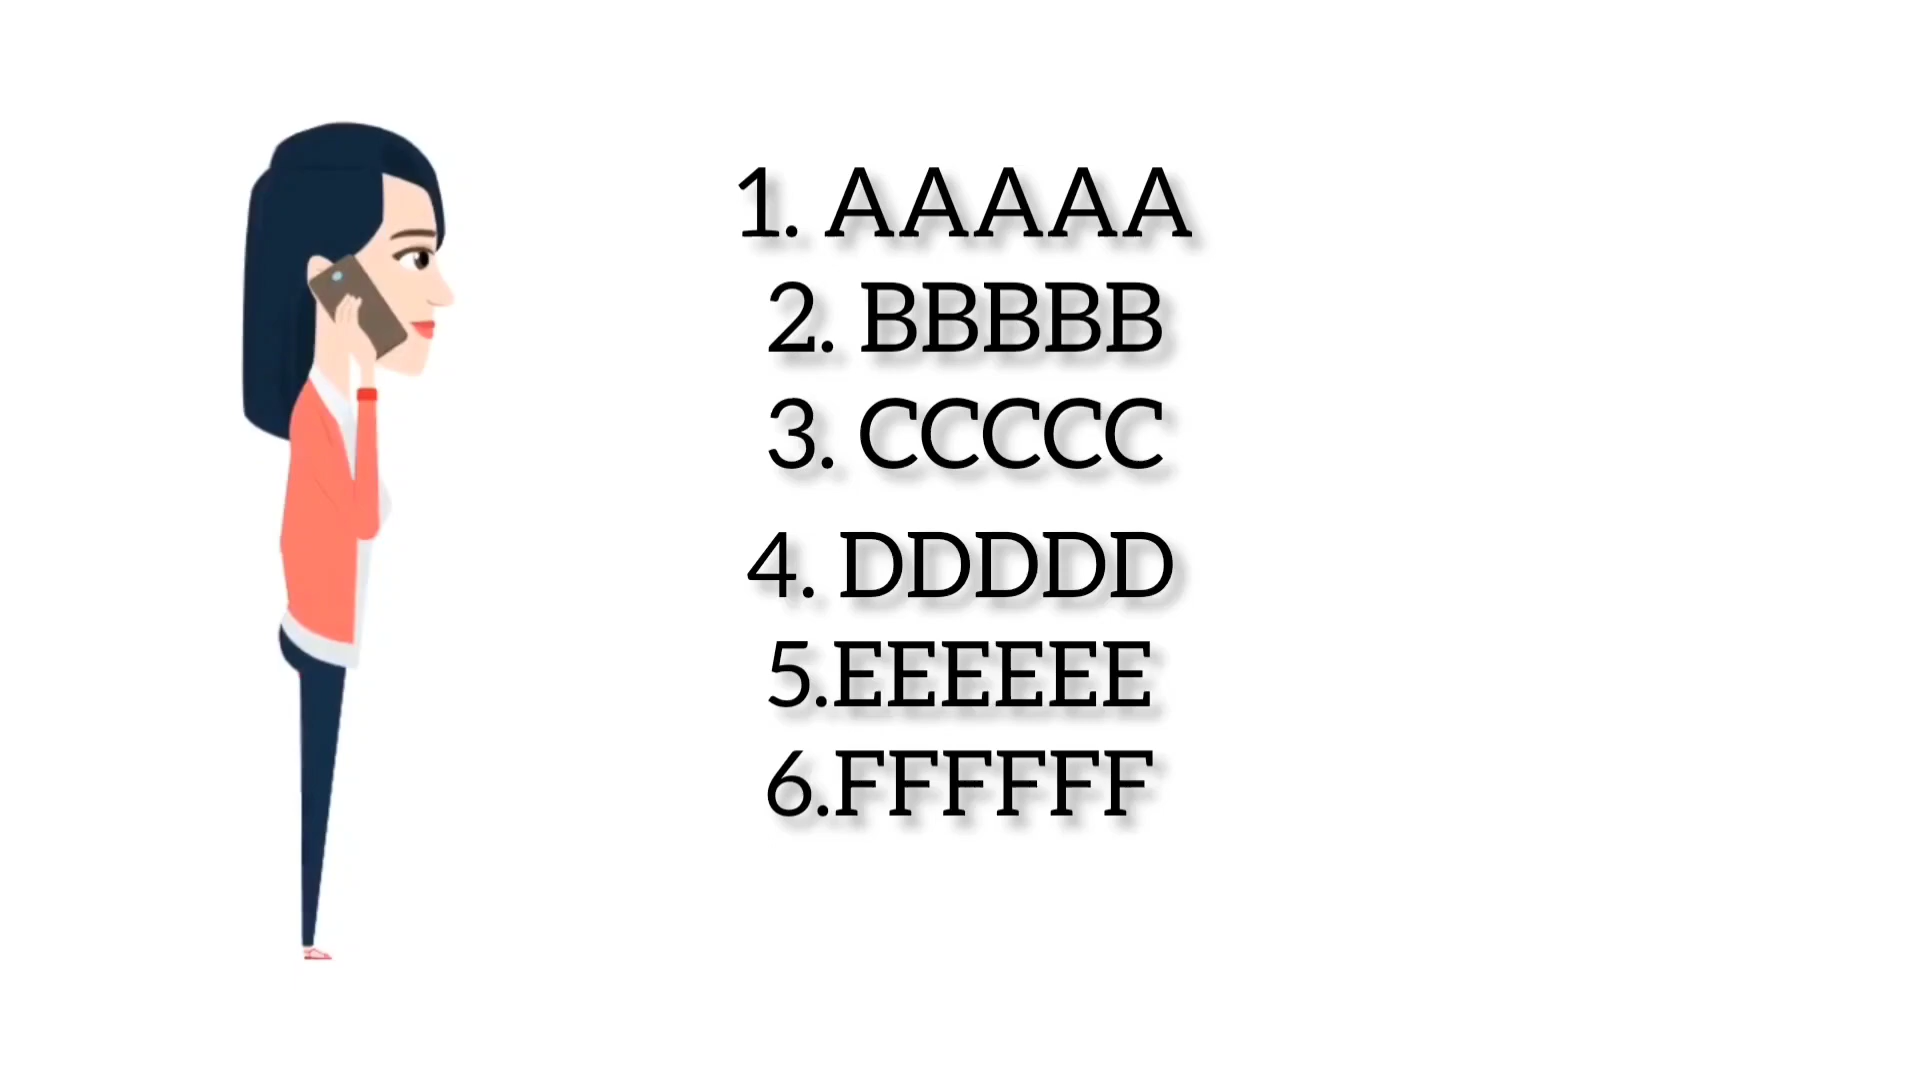 1. AAAAA
2. BBBBB
3. CCCCC
4. DDDDD
5.EEEEEE
6.FFFFFF